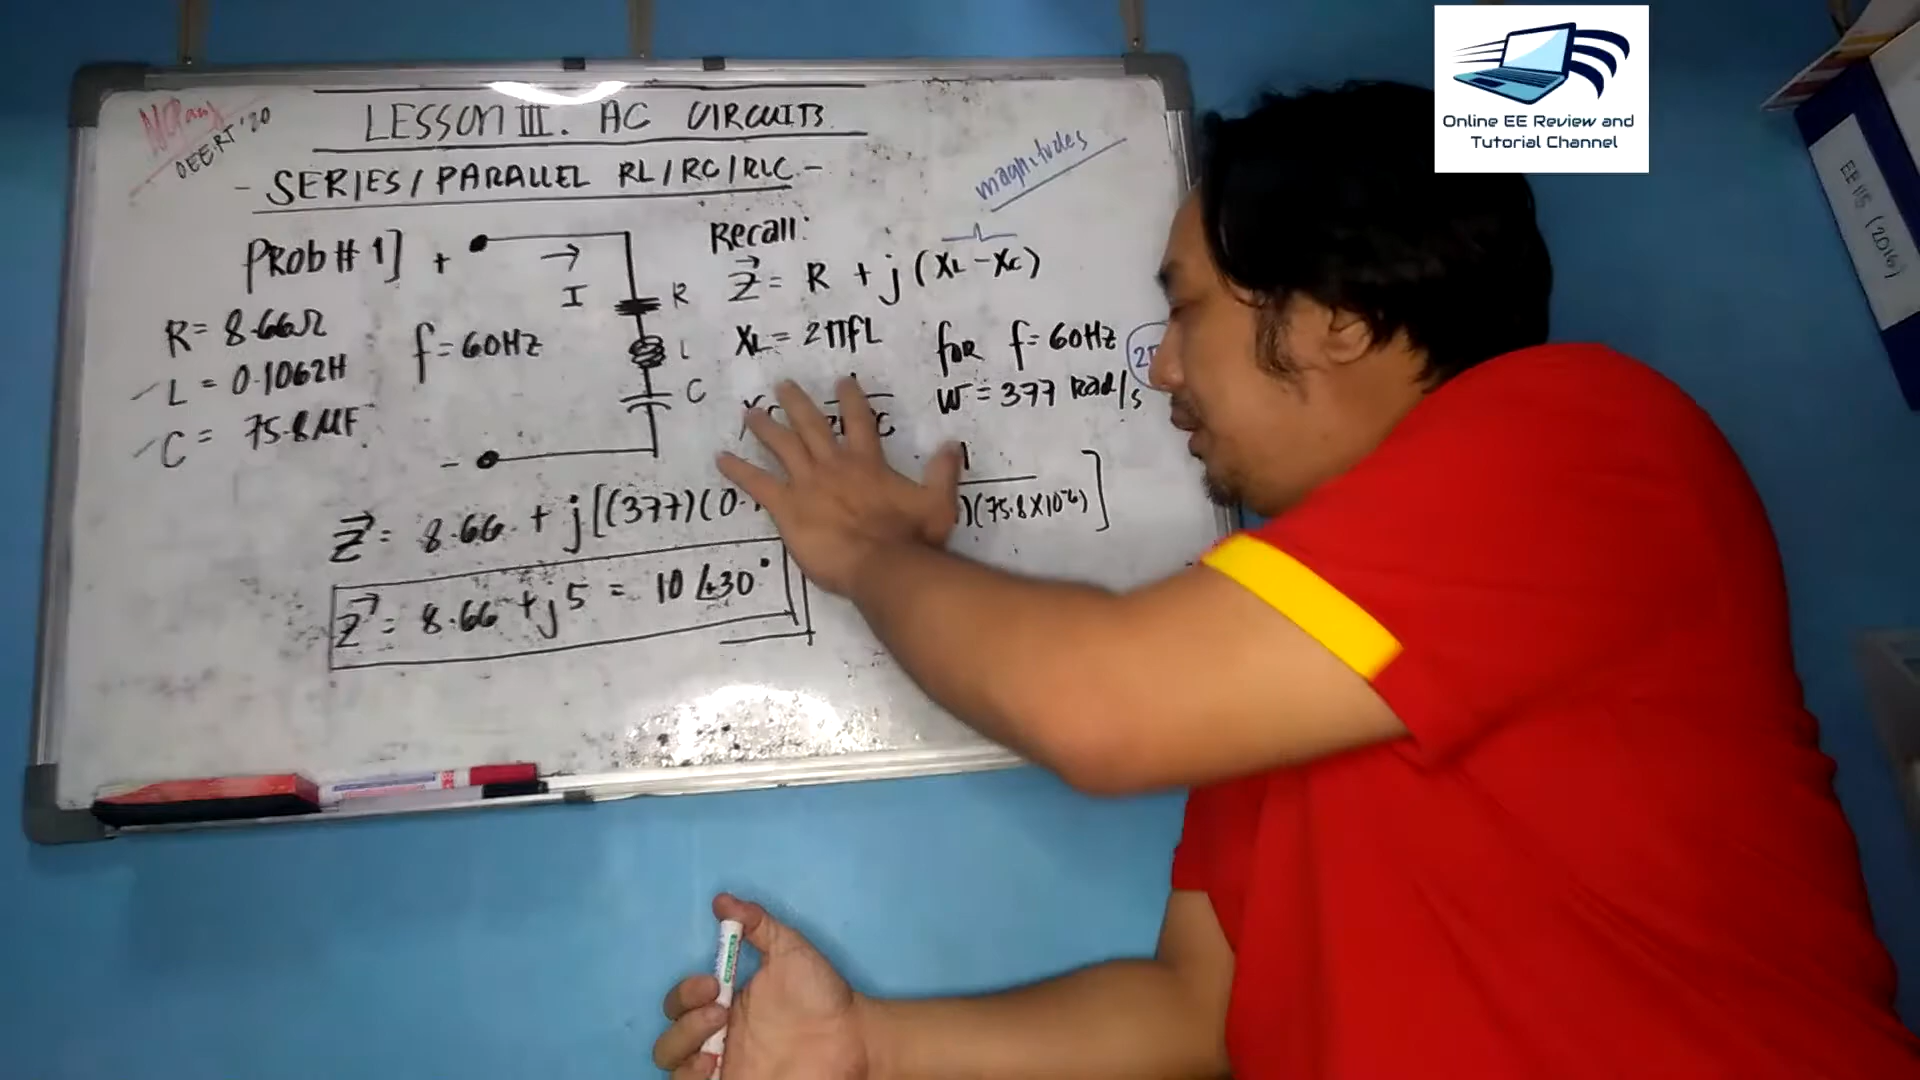 Online EE Review and
Tutorial Channel
OEERT '20
LESSON III. AC CIRCUITS
- SERIES/PARALLEL RL/RC/RLC -
magnitudes
PROB # 1]
+
I
R
L
C
-
R = 8.66Ω
L = 0.1062H
C = 75.8μF
f = 60Hz
Recall:
Z = R + j (XL - XC)
XL = 2πfL
for f = 60Hz
W = 377 rad/s
Z = 8.66 + j[(377)(0.
1
)(75.8x10⁻⁶)]
Z = 8.66 + j5 = 10 ∠+30°
EE 115 (2016)